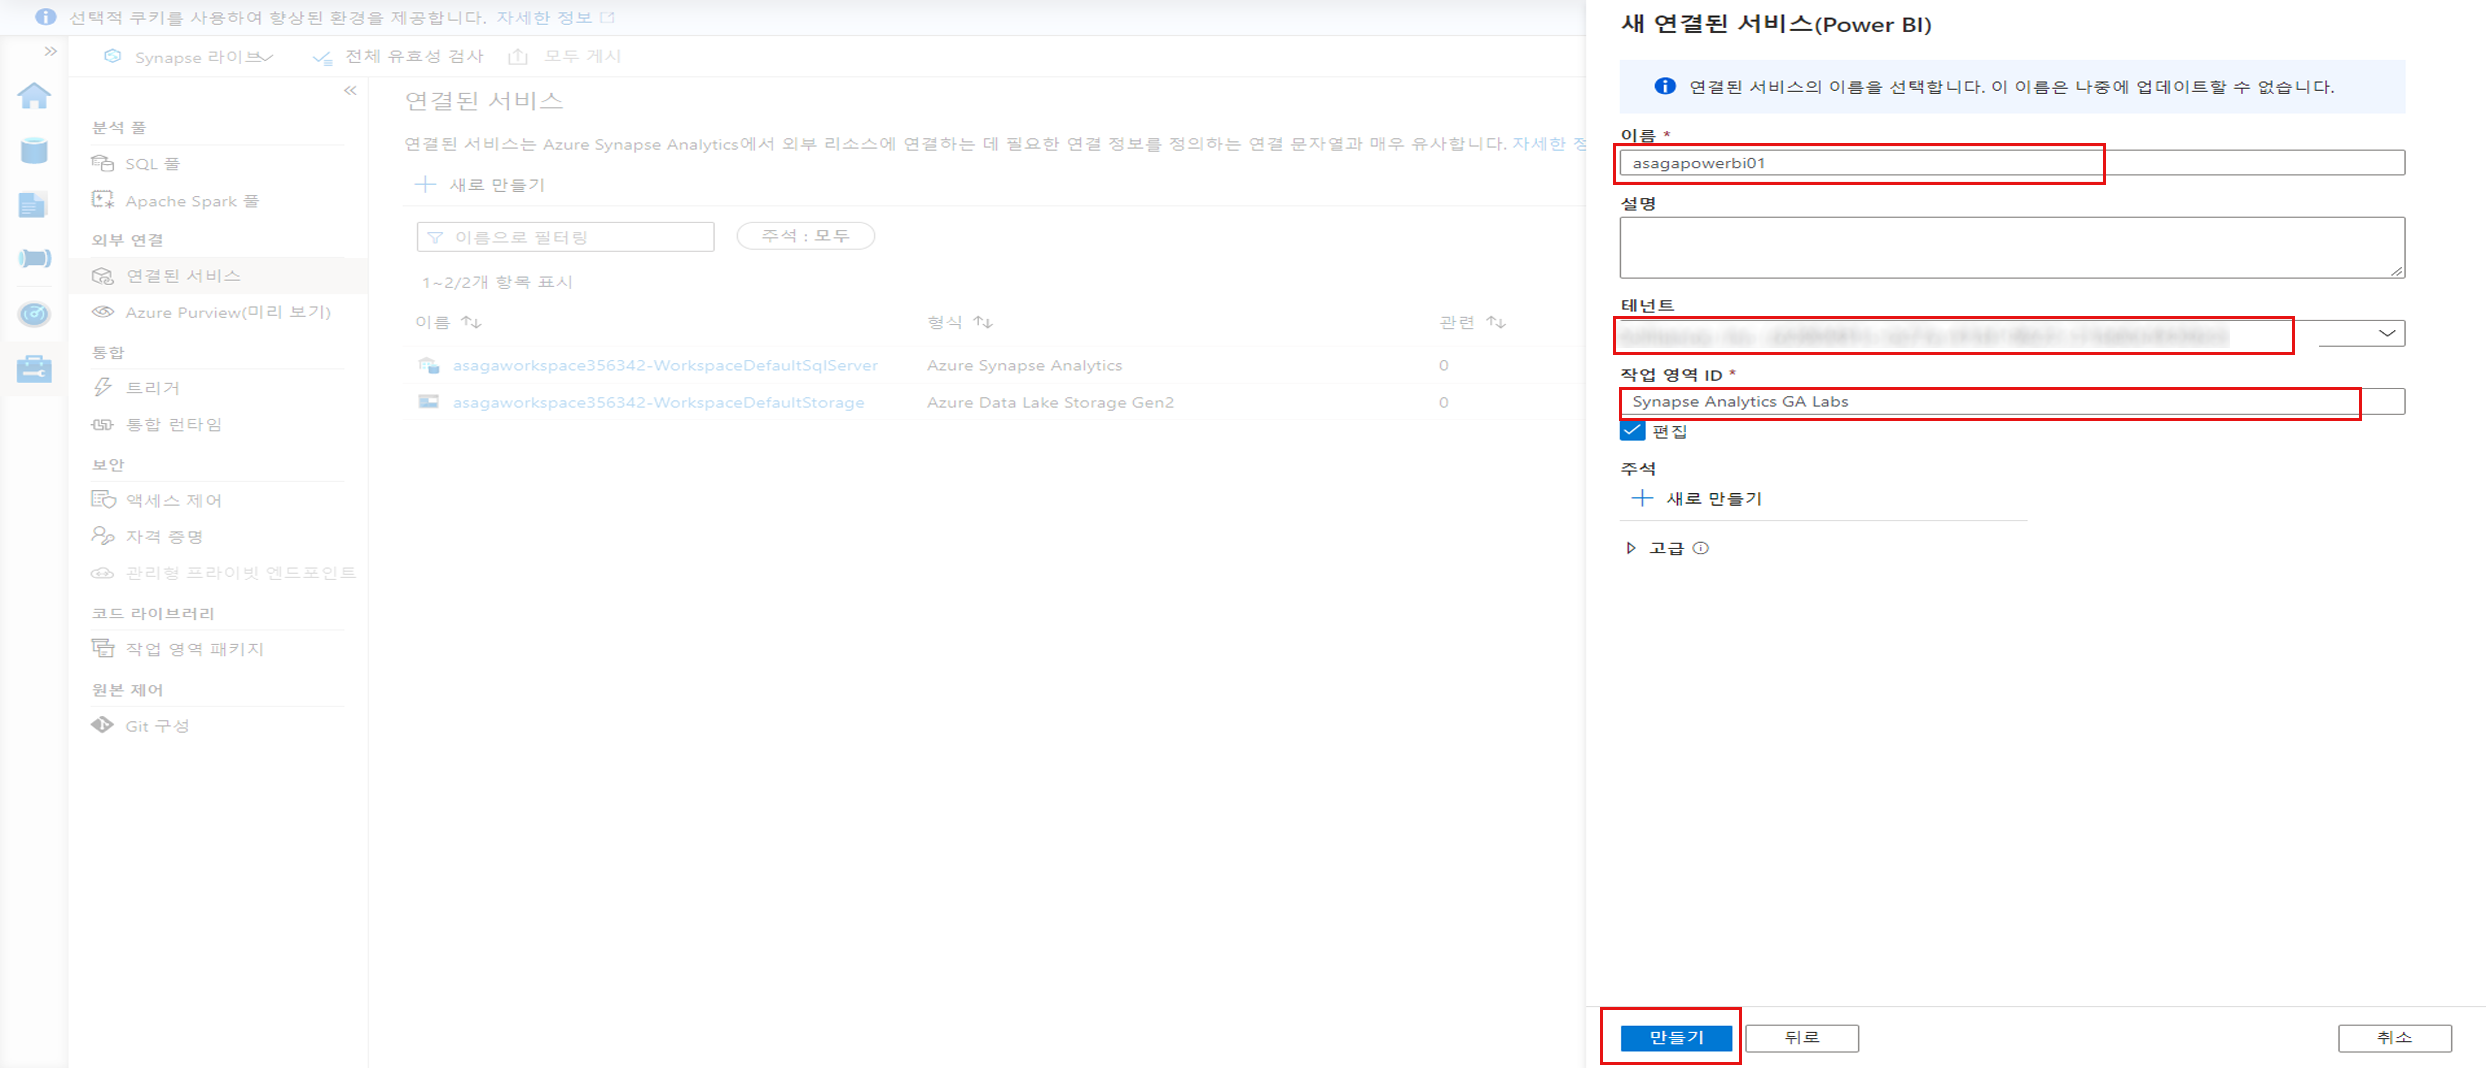 선택적 쿠키를 사용하여 향상된 환경을 제공합니다. 자세한 정보
Synapse 라이브
전체 유효성 검사
모두 게시
분석 풀
SQL 풀
Apache Spark 풀
외부 연결
연결된 서비스
Azure Purview(미리 보기)
통합
트리거
통합 런타임
보안
액세스 제어
자격 증명
관리형 프라이빗 엔드포인트
코드 라이브러리
작업 영역 패키지
원본 제어
Git 구성
연결된 서비스
연결된 서비스는 Azure Synapse Analytics에서 외부 리소스에 연결하는 데 필요한 연결 정보를 정의하는 연결 문자열과 매우 유사합니다. 자세한 정
새로 만들기
이름으로 필터링
주석 : 모두
1~2/2개 항목 표시
이름 형식 관련
asagaworkspace356342-WorkspaceDefaultSqlServer Azure Synapse Analytics 0
asagaworkspace356342-WorkspaceDefaultStorage Azure Data Lake Storage Gen2 0
새 연결된 서비스(Power BI)
연결된 서비스의 이름을 선택합니다. 이 이름은 나중에 업데이트할 수 없습니다.
이름 *
asagapowerbi01
설명
테넌트
작업 영역 ID *
Synapse Analytics GA Labs
편집
주석
새로 만들기
고급
만들기
뒤로
취소